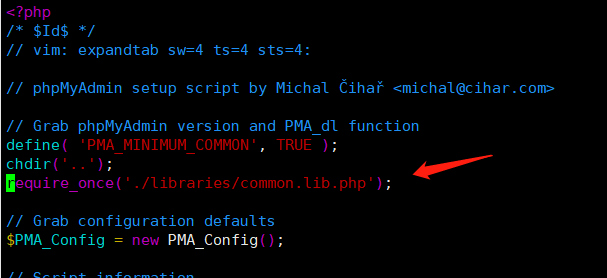 <?php
/* $Id$ */
// vim: expandtab sw=4 ts=4 sts=4:
// phpMyAdmin setup script by Michal Čihař <michal@cihar.com>
// Grab phpMyAdmin version and PMA_dl function
define( 'PMA_MINIMUM_COMMON', TRUE );
chdir('..');
require_once('./libraries/common.lib.php');
// Grab configuration defaults
$PMA_Config = new PMA_Config();
// Script information